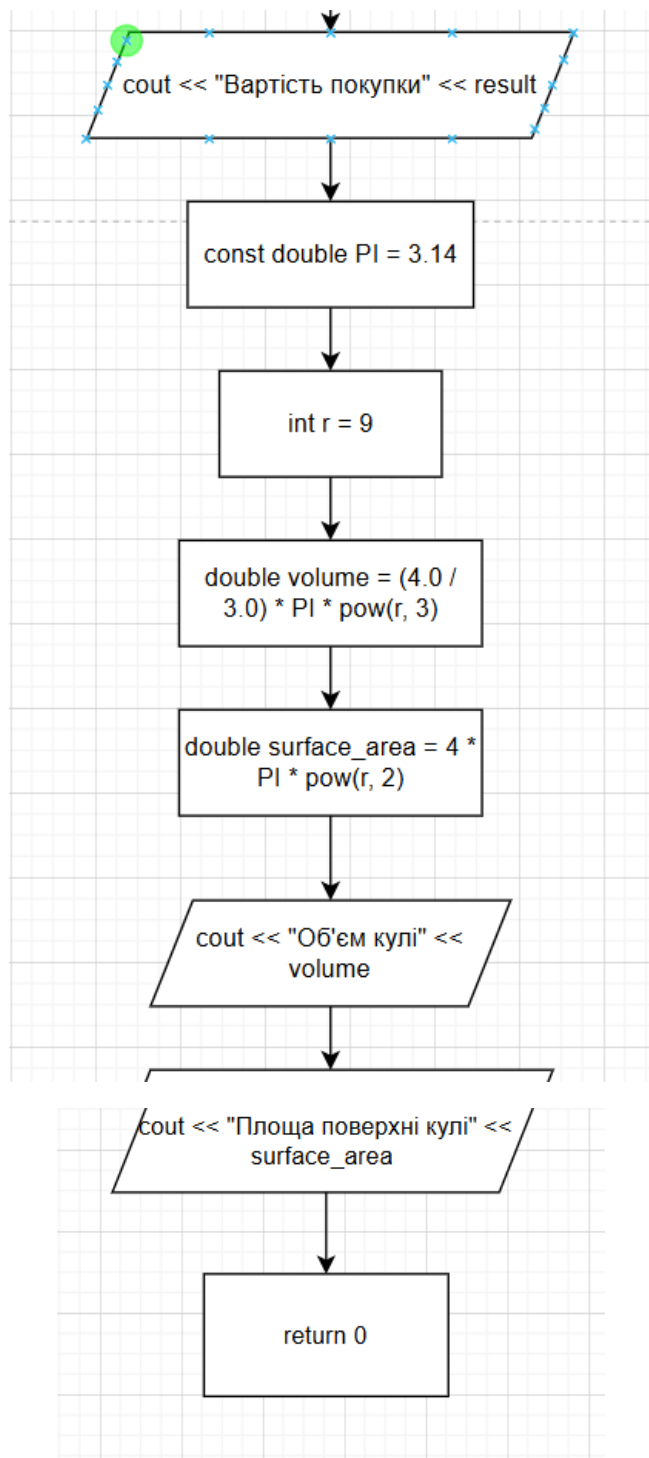 cout << "Вартість покупки" << result
const double PI = 3.14
int r = 9
double volume = (4.0 /
3.0) * PI * pow(r, 3)
double surface_area = 4 *
PI * pow(r, 2)
cout << "Об'єм кулі" <<
volume
cout << "Площа поверхні кулі" <<
surface_area
return 0